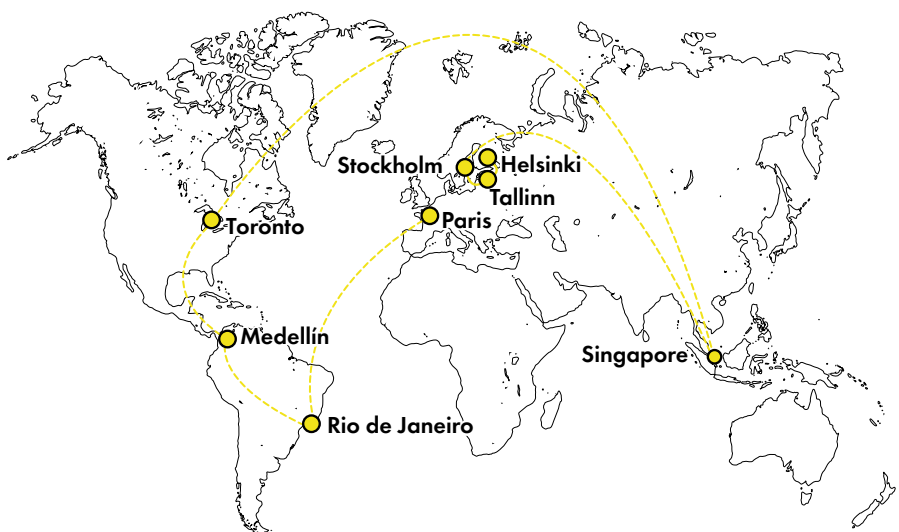 Stockholm
Helsinki
Tallinn
Toronto
Paris
Medellín
Singapore
Rio de Janeiro